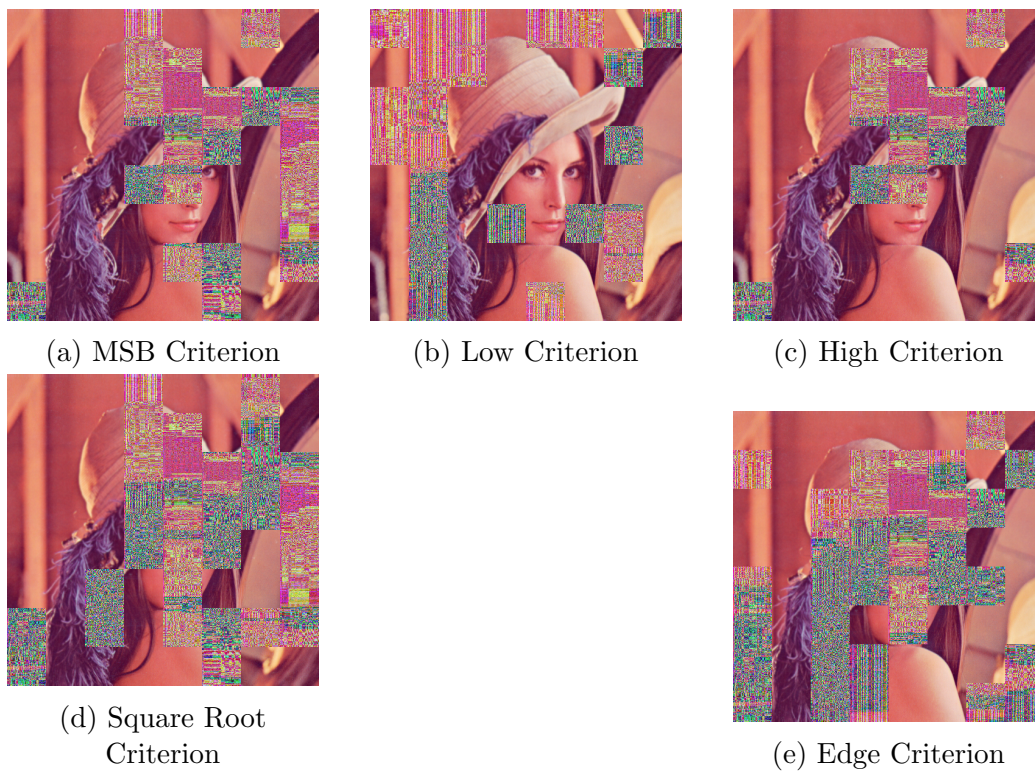 (a) MSB Criterion
(b) Low Criterion
(c) High Criterion
(d) Square Root
Criterion
(e) Edge Criterion